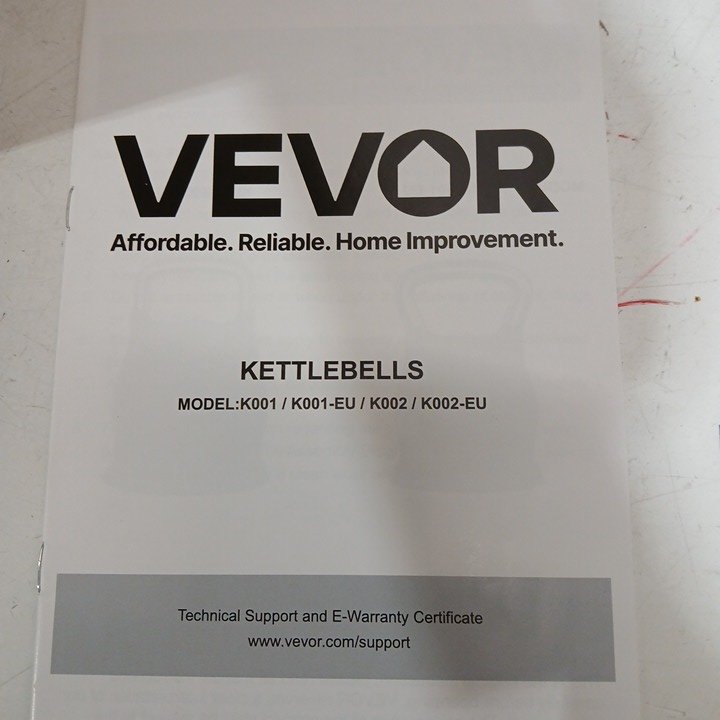 VEVOR
Affordable. Reliable. Home Improvement.
KETTLEBELLS
MODEL:K001 / K001-EU / K002 / K002-EU
Technical Support and E-Warranty Certificate
www.vevor.com/support